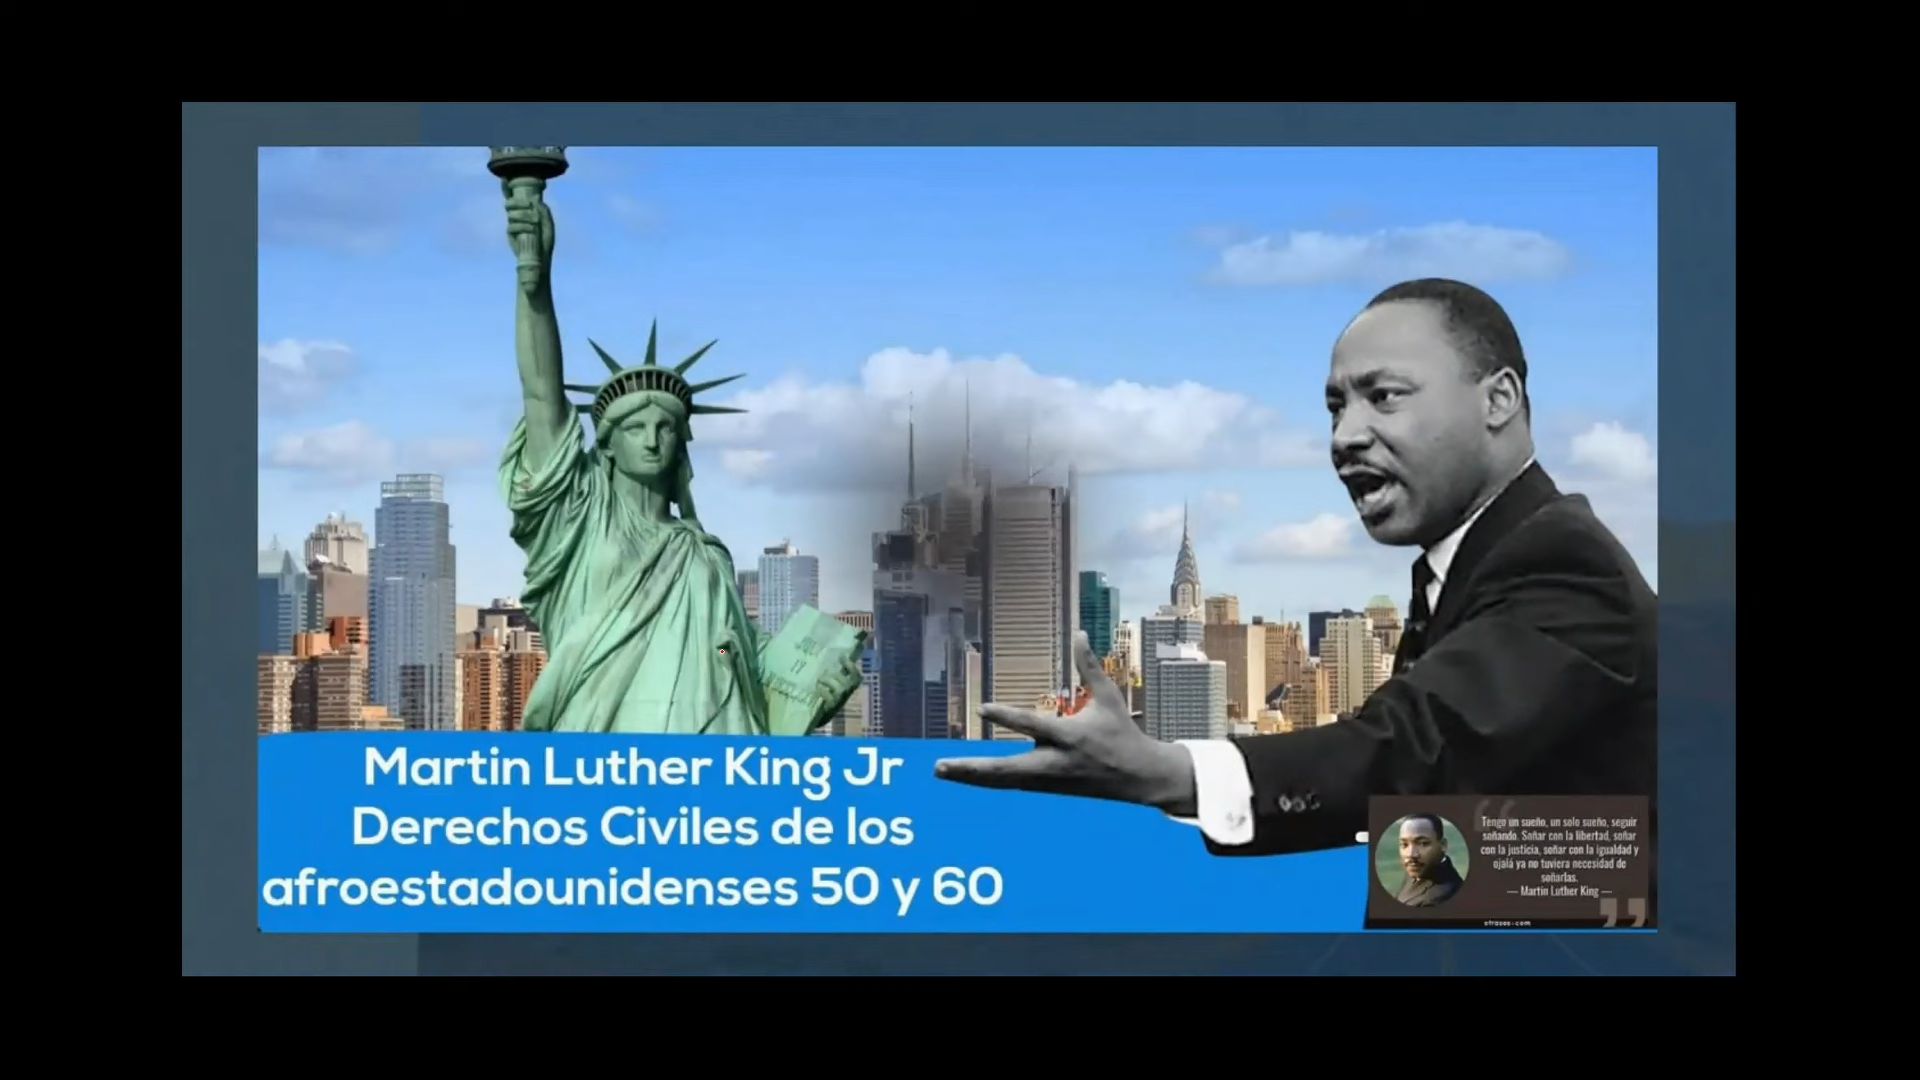 Martin Luther King Jr
Derechos Civiles de los
afroestadounidenses 50 y 60
Tengo un sueño, un solo sueño, seguir
soñando. Soñar con la libertad, soñar
con la justicia, soñar con la igualdad y
ojalá ya no tuviera necesidad de
soñarlas.
— Martin Luther King —